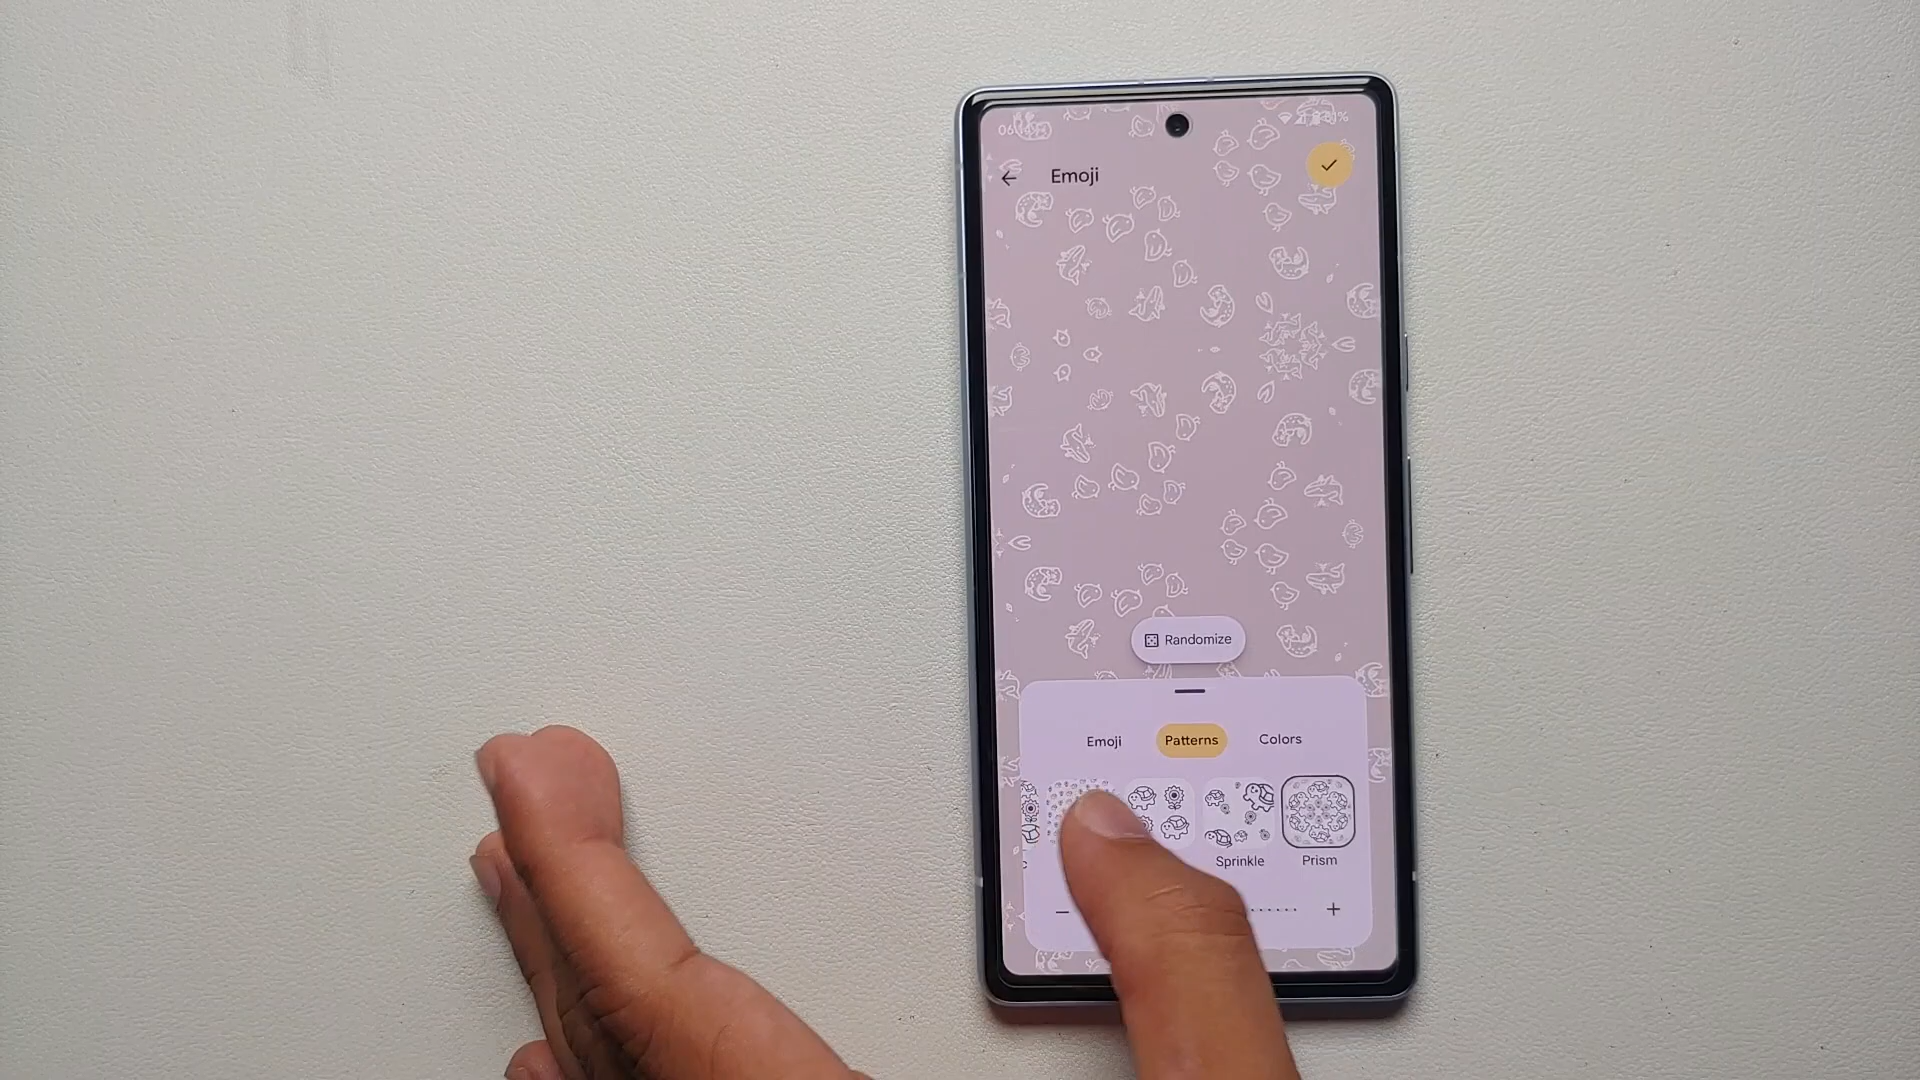 Emoji
Randomize
Emoji Patterns Colors
Sprinkle Prism
− +